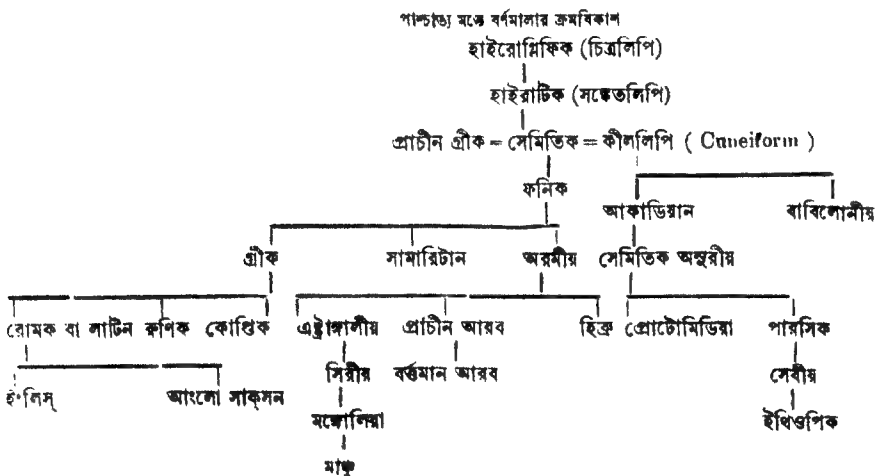 পাশ্চাত্য মতে বর্ণমালার ক্রমবিকাশ
হাইরোগ্লিফিক (চিত্রলিপি)
হাইরাটিক (সঙ্কেতলিপি)
প্রাচীন গ্রীক = সেমিতিক = কীললিপি ( Cuneiform )
ফনিক
আকাডিয়ান বাবিলোনীয়
গ্রীক সামারিটান অরমীয় সেমিতিক অসুরীয়
রোমক বা লাটিন রুণিক কোপ্তিক এষ্ট্রাঙ্গালীয় প্রাচীন আরব হিব্রু প্রোটোমিডিয়া পারসিক
সিরীয় বর্ত্তমান আরব সেবীয়
ইংলিস্ আংলো সাক্সন
মঙ্গোলিয়া ইথিওপিক
মাঞ্চু